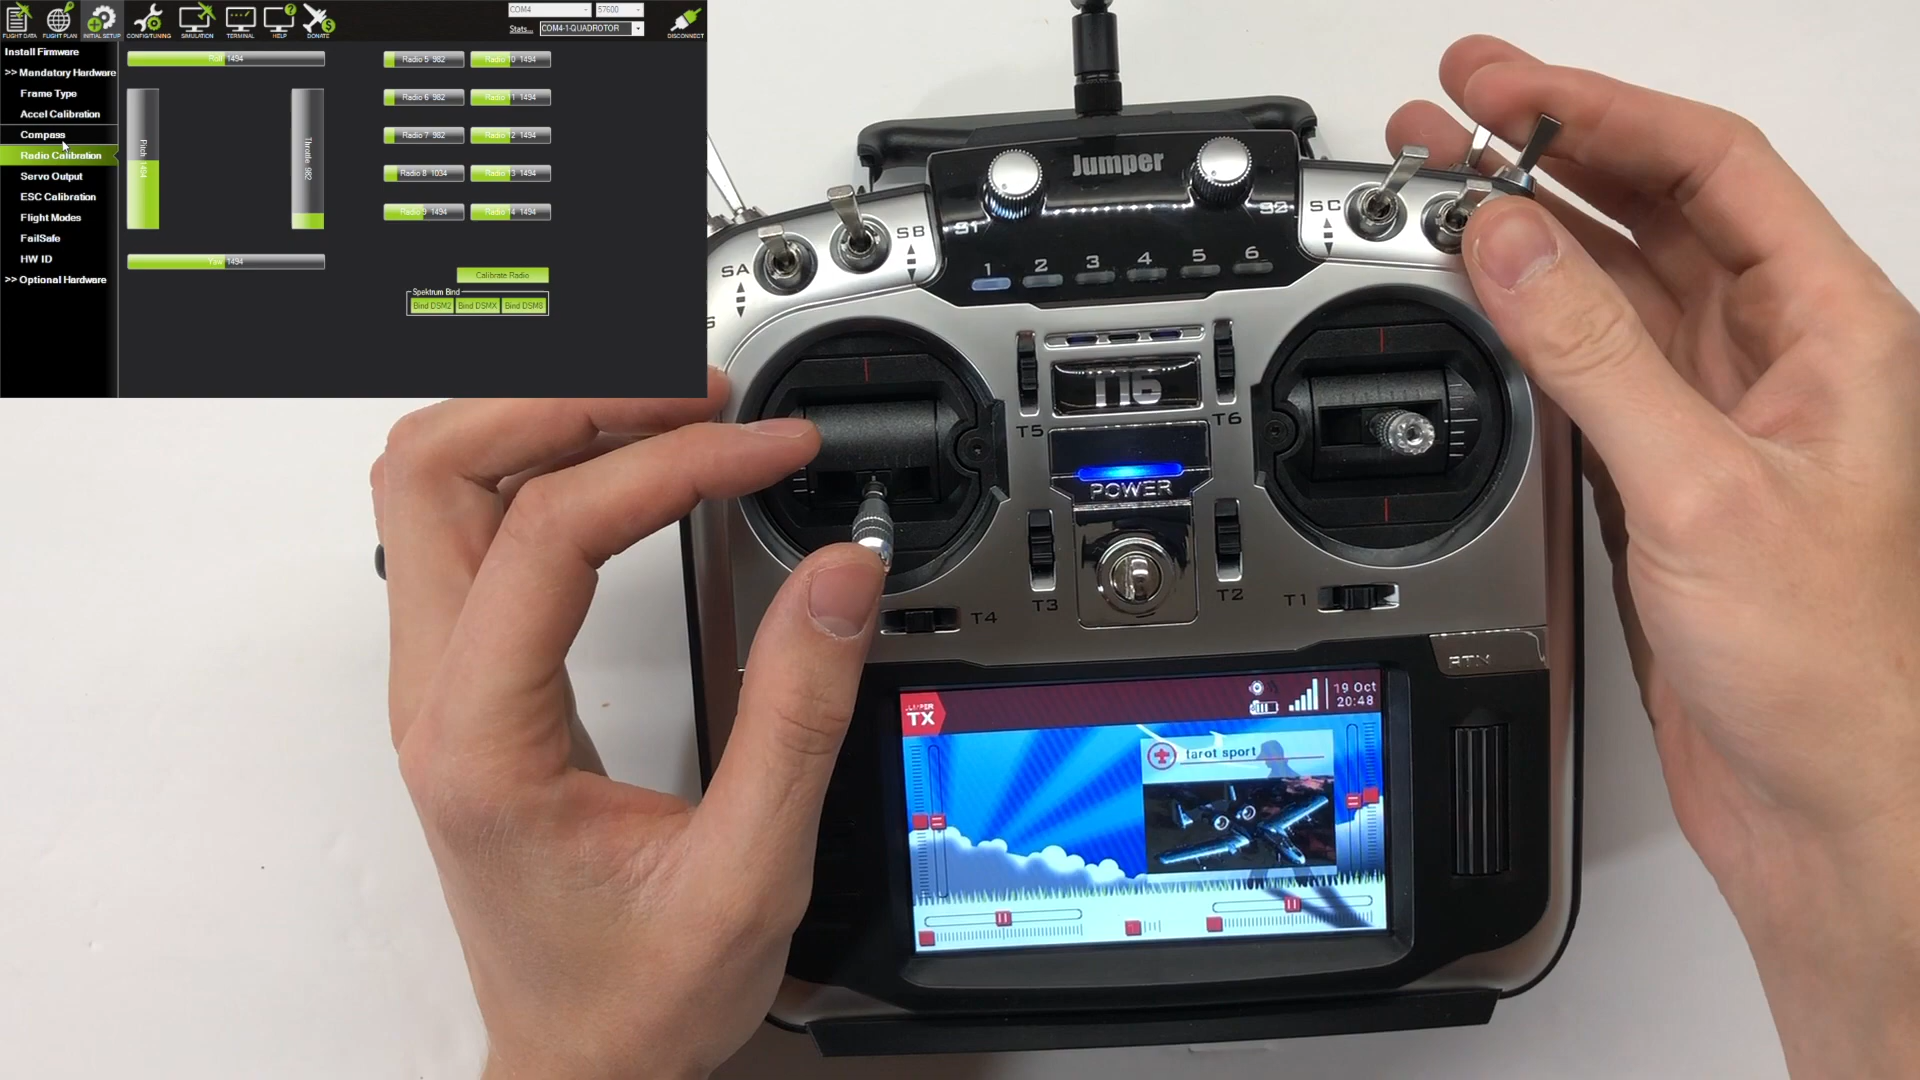 FLIGHT DATA FLIGHT PLAN INITIAL SETUP CONFIG/TUNING SIMULATION TERMINAL HELP DONATE
COM4 57600
Stats... COM4-1-QUADROTOR
DISCONNECT
Install Firmware
>> Mandatory Hardware
Frame Type
Accel Calibration
Compass
Radio Calibration
Servo Output
ESC Calibration
Flight Modes
FailSafe
HW ID
>> Optional Hardware
Roll 1494
Pitch 1494
Throttle 982
Yaw 1494
Radio 5 982 Radio 10 1494
Radio 6 982 Radio 11 1494
Radio 7 982 Radio 12 1494
Radio 8 1034 Radio 13 1494
Radio 9 1494 Radio 14 1494
Calibrate Radio
Spektrum Bind
Bind DSM2 Bind DSMX Bind DSM8
Jumper
S1 S2
SA SB SC
1 2 3 4 5 6
T16
T5 T6
POWER
T3 T2
T4 T1
JUMPER
TX
19 Oct
20:48
tarot sport